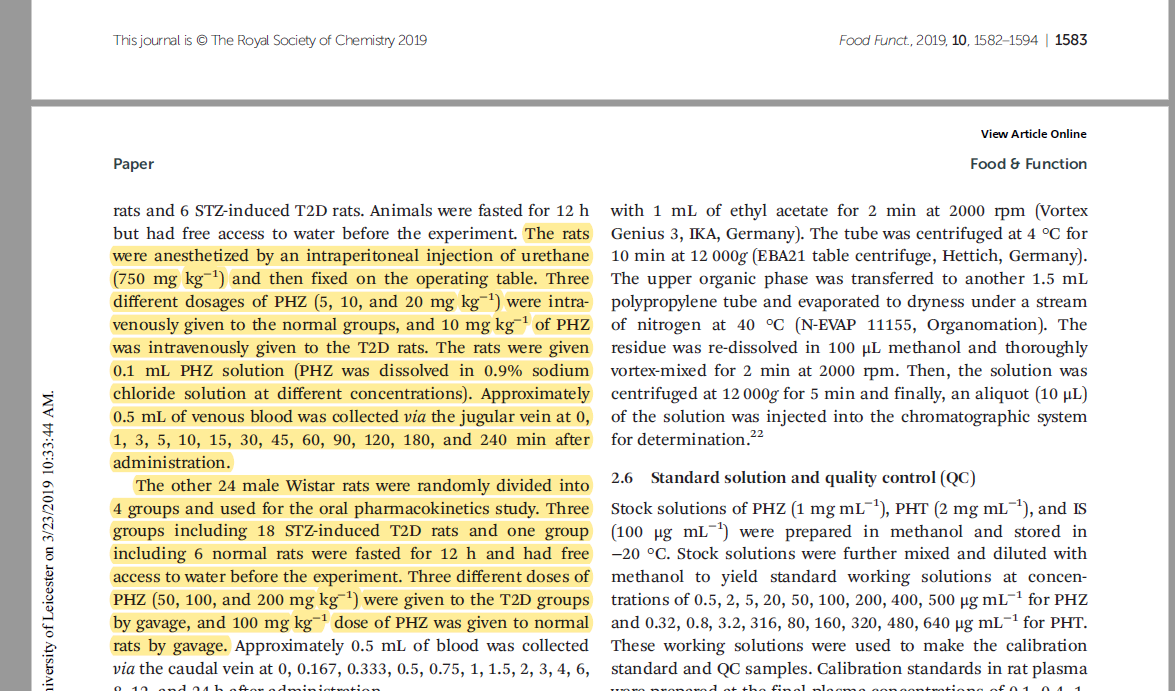 This journal is © The Royal Society of Chemistry 2019
Food Funct., 2019, 10, 1582–1594 | 1583
View Article Online
Paper
Food & Function
rats and 6 STZ-induced T2D rats. Animals were fasted for 12 h
but had free access to water before the experiment. The rats
were anesthetized by an intraperitoneal injection of urethane
(750 mg kg⁻¹) and then fixed on the operating table. Three
different dosages of PHZ (5, 10, and 20 mg kg⁻¹) were intra-
venously given to the normal groups, and 10 mg kg⁻¹ of PHZ
was intravenously given to the T2D rats. The rats were given
0.1 mL PHZ solution (PHZ was dissolved in 0.9% sodium
chloride solution at different concentrations). Approximately
0.5 mL of venous blood was collected via the jugular vein at 0,
1, 3, 5, 10, 15, 30, 45, 60, 90, 120, 180, and 240 min after
administration.
The other 24 male Wistar rats were randomly divided into
4 groups and used for the oral pharmacokinetics study. Three
groups including 18 STZ-induced T2D rats and one group
including 6 normal rats were fasted for 12 h and had free
access to water before the experiment. Three different doses of
PHZ (50, 100, and 200 mg kg⁻¹) were given to the T2D groups
by gavage, and 100 mg kg⁻¹ dose of PHZ was given to normal
rats by gavage. Approximately 0.5 mL of blood was collected
via the caudal vein at 0, 0.167, 0.333, 0.5, 0.75, 1, 1.5, 2, 3, 4, 6,
8, 12, and 24 h after administration.
with 1 mL of ethyl acetate for 2 min at 2000 rpm (Vortex
Genius 3, IKA, Germany). The tube was centrifuged at 4 °C for
10 min at 12 000g (EBA21 table centrifuge, Hettich, Germany).
The upper organic phase was transferred to another 1.5 mL
polypropylene tube and evaporated to dryness under a stream
of nitrogen at 40 °C (N-EVAP 11155, Organomation). The
residue was re-dissolved in 100 μL methanol and thoroughly
vortex-mixed for 2 min at 2000 rpm. Then, the solution was
centrifuged at 12 000g for 5 min and finally, an aliquot (10 μL)
of the solution was injected into the chromatographic system
for determination.²²
2.6 Standard solution and quality control (QC)
Stock solutions of PHZ (1 mg mL⁻¹), PHT (2 mg mL⁻¹), and IS
(100 μg mL⁻¹) were prepared in methanol and stored in
−20 °C. Stock solutions were further mixed and diluted with
methanol to yield standard working solutions at concen-
trations of 0.5, 2, 5, 20, 50, 100, 200, 400, 500 μg mL⁻¹ for PHZ
and 0.32, 0.8, 3.2, 316, 80, 160, 320, 480, 640 μg mL⁻¹ for PHT.
These working solutions were used to make the calibration
standard and QC samples. Calibration standards in rat plasma
were prepared at the final plasma concentrations of 0.1, 0.4, 1,
niversity of Leicester on 3/23/2019 10:33:44 AM.